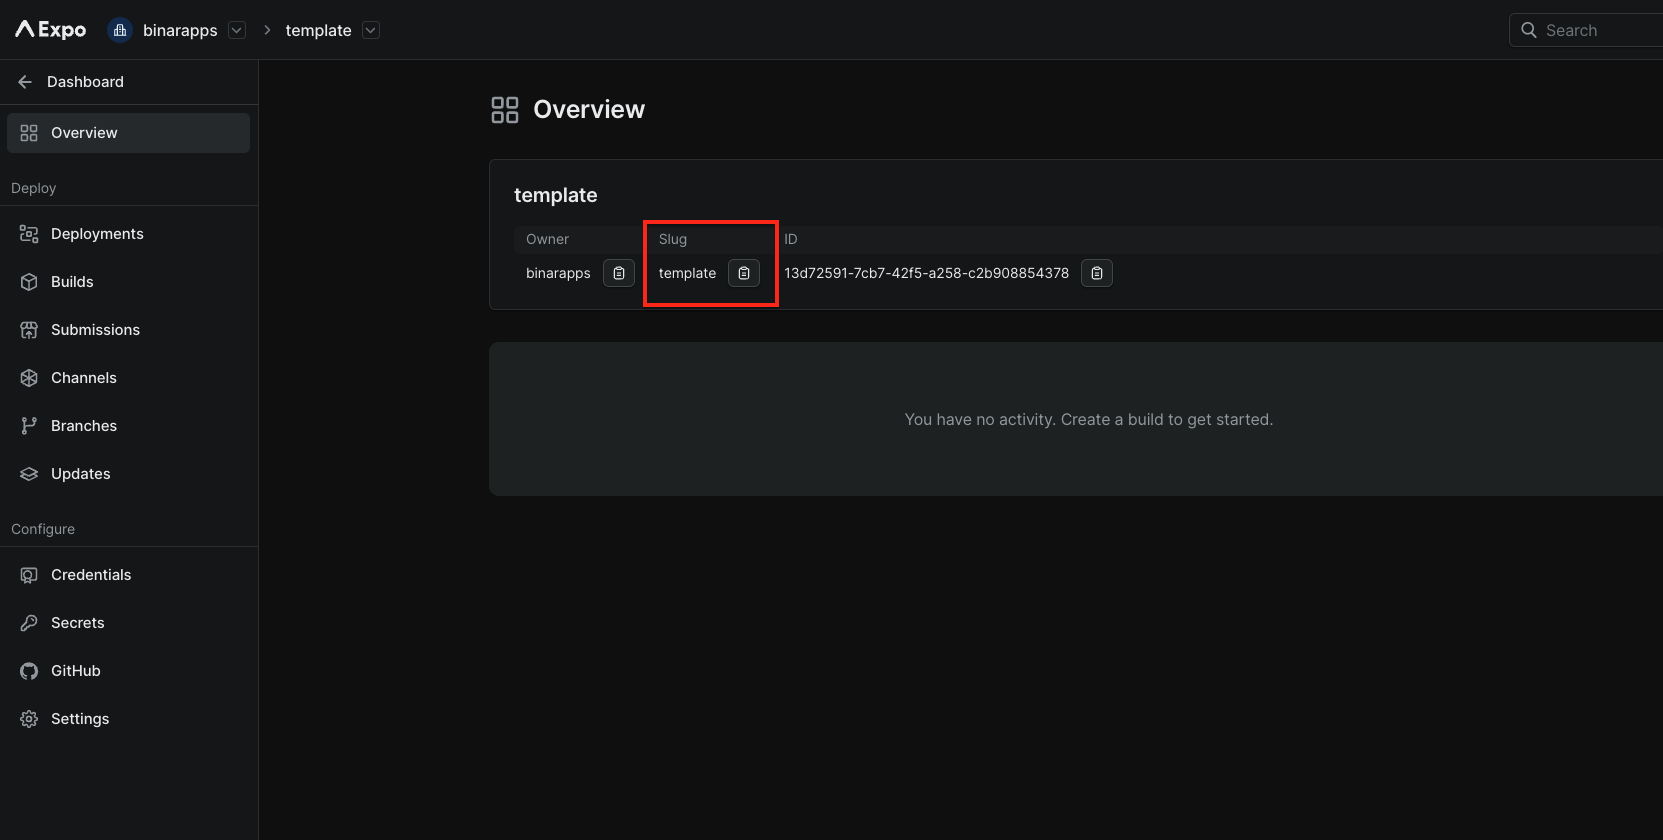 Expo binarapps template Search
Dashboard
Overview
Deploy
Deployments
Builds
Submissions
Channels
Branches
Updates
Configure
Credentials
Secrets
GitHub
Settings
Overview
template
Owner Slug ID
binarapps template 13d72591-7cb7-42f5-a258-c2b908854378
You have no activity. Create a build to get started.